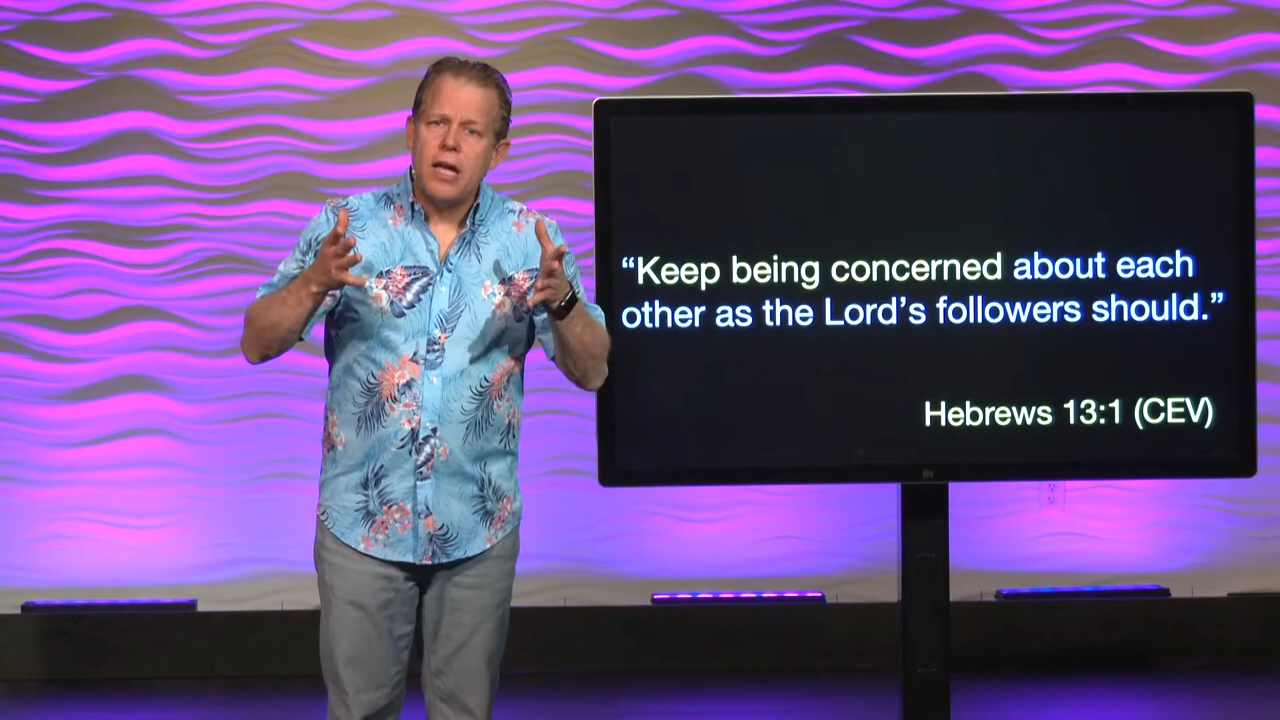 “Keep being concerned about each
other as the Lord’s followers should.”
Hebrews 13:1 (CEV)